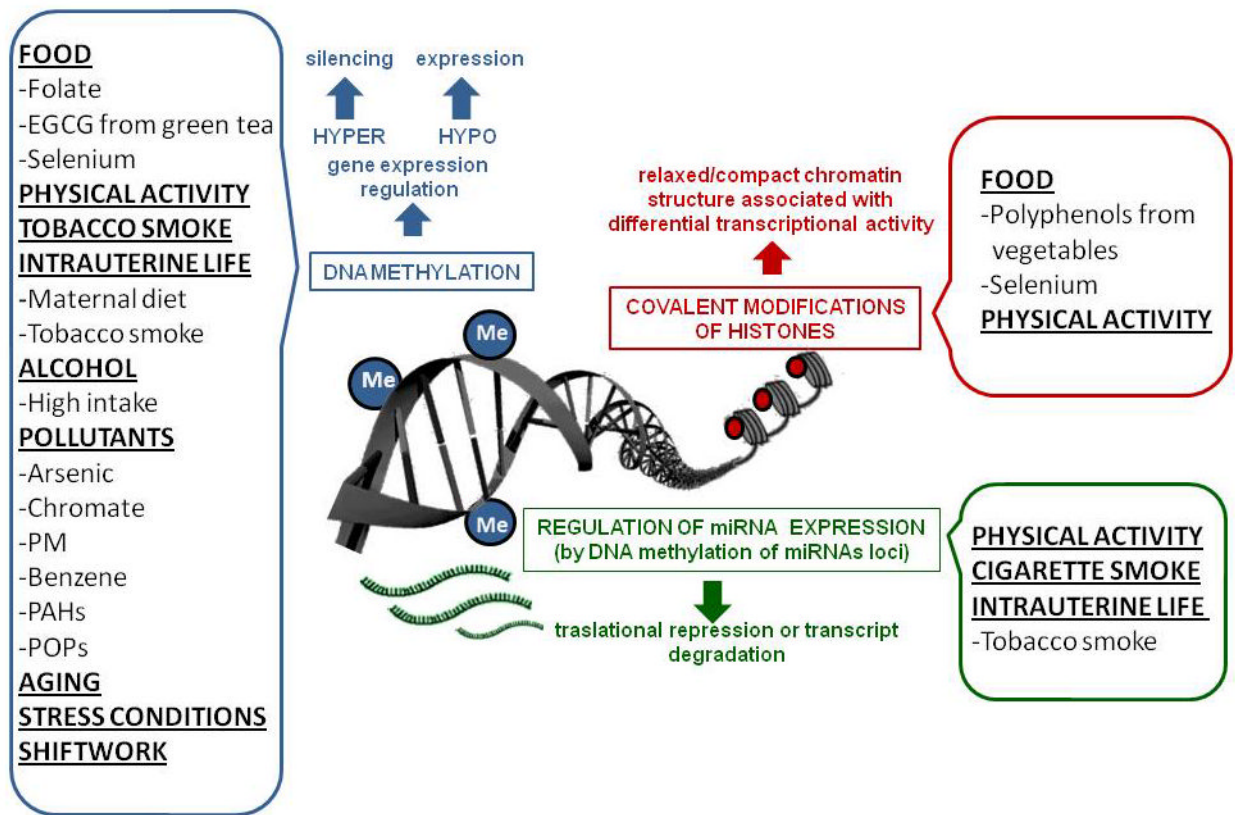 FOOD
-Folate
-EGCG from green tea
-Selenium
PHYSICAL ACTIVITY
TOBACCO SMOKE
INTRAUTERINE LIFE
-Maternal diet
-Tobacco smoke
ALCOHOL
-High intake
POLLUTANTS
-Arsenic
-Chromate
-PM
-Benzene
-PAHs
-POPs
AGING
STRESS CONDITIONS
SHIFTWORK
silencing expression
HYPER HYPO
gene expression
regulation
DNA METHYLATION
Me
Me
Me
relaxed/compact chromatin
structure associated with
differential transcriptional activity
COVALENT MODIFICATIONS
OF HISTONES
FOOD
-Polyphenols from
vegetables
-Selenium
PHYSICAL ACTIVITY
REGULATION OF miRNA EXPRESSION
(by DNA methylation of miRNAs loci)
traslational repression or transcript
degradation
PHYSICAL ACTIVITY
CIGARETTE SMOKE
INTRAUTERINE LIFE
-Tobacco smoke